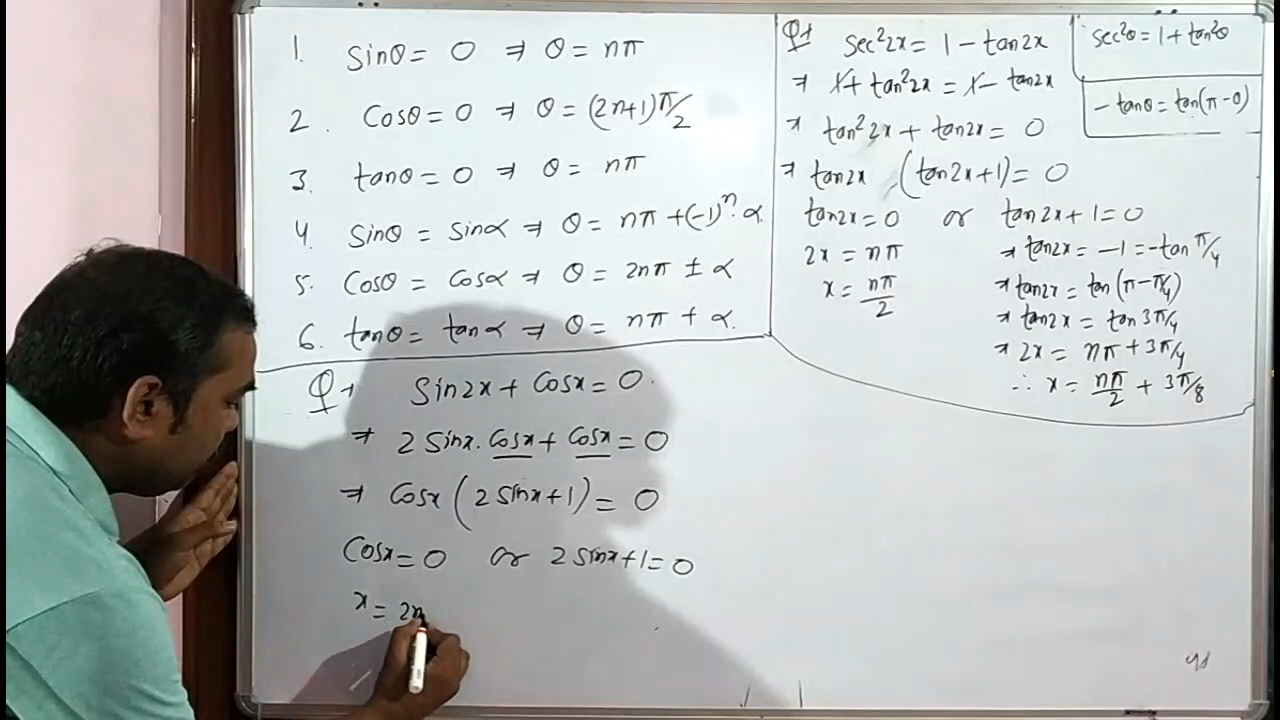 1. Sinθ = 0 ⇒ θ = nπ
2. Cosθ = 0 ⇒ θ = (2n+1)π/2
3. tanθ = 0 ⇒ θ = nπ
4. Sinθ = Sinα ⇒ θ = nπ + (-1)ⁿ·α
5. Cosθ = Cosα ⇒ θ = 2nπ ± α
6. tanθ = tanα ⇒ θ = nπ + α.
Q→ Sin2x + Cosx = 0.
⇒ 2 Sinx. Cosx + Cosx = 0
⇒ Cosx (2 Sinx + 1) = 0
Cosx = 0 or 2 Sinx + 1 = 0
x = 2n
Q→ Sec²2x = 1 – tan2x
⇒ 1 + tan²2x = 1 – tan2x
⇒ tan²2x + tan2x = 0
⇒ tan2x (tan2x+1) = 0
tan2x = 0 or tan2x + 1 = 0
2x = nπ
x = nπ/2
⇒ tan2x = –1 = –tan π/4
⇒ tan2x = tan (π – π/4)
⇒ tan2x = tan 3π/4
⇒ 2x = nπ + 3π/4
∴ x = nπ/2 + 3π/8
Sec²θ = 1 + tan²θ
– tanθ = tan(π – θ)